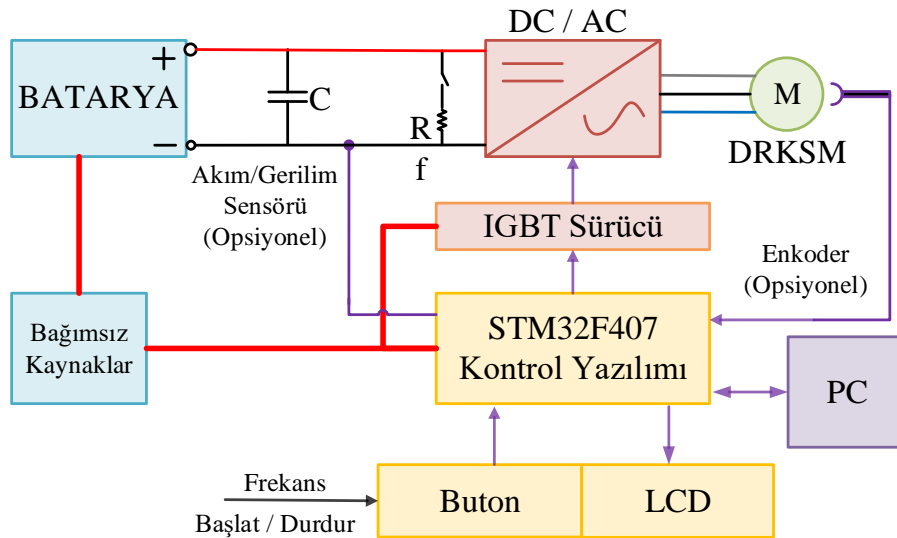 DC / AC
+
BATARYA
−
C
R
f
M
DRKSM
Akım/Gerilim
Sensörü
(Opsiyonel)
IGBT Sürücü
Enkoder
(Opsiyonel)
Bağımsız
Kaynaklar
STM32F407
Kontrol Yazılımı
PC
Frekans
Başlat / Durdur
Buton
LCD